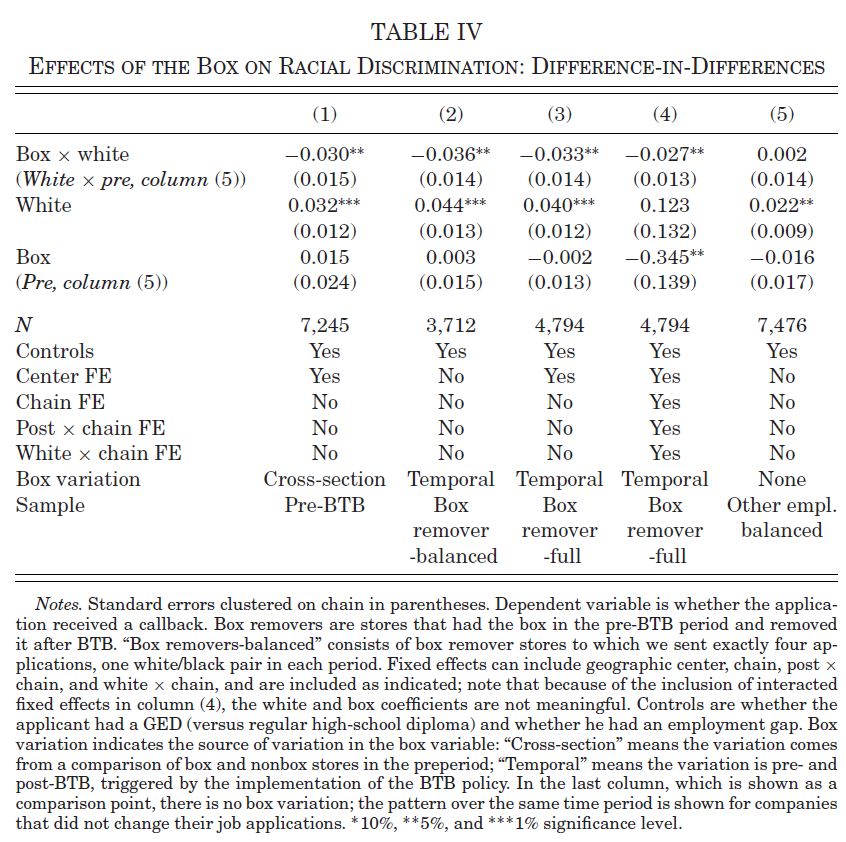 TABLE IV
EFFECTS OF THE BOX ON RACIAL DISCRIMINATION: DIFFERENCE-IN-DIFFERENCES
(1) (2) (3) (4) (5)
Box × white −0.030** −0.036** −0.033** −0.027** 0.002
(White × pre, column (5)) (0.015) (0.014) (0.014) (0.013) (0.014)
White 0.032*** 0.044*** 0.040*** 0.123 0.022**
(0.012) (0.013) (0.012) (0.132) (0.009)
Box 0.015 0.003 −0.002 −0.345** −0.016
(Pre, column (5)) (0.024) (0.015) (0.013) (0.139) (0.017)
N 7,245 3,712 4,794 4,794 7,476
Controls Yes Yes Yes Yes Yes
Center FE Yes No Yes Yes No
Chain FE No No No Yes No
Post × chain FE No No No Yes No
White × chain FE No No No Yes No
Box variation Cross-section Temporal Temporal Temporal None
Sample Pre-BTB Box Box Box Other empl.
remover remover remover balanced
-balanced -full -full
Notes. Standard errors clustered on chain in parentheses. Dependent variable is whether the applica-
tion received a callback. Box removers are stores that had the box in the pre-BTB period and removed
it after BTB. “Box removers-balanced” consists of box remover stores to which we sent exactly four ap-
plications, one white/black pair in each period. Fixed effects can include geographic center, chain, post ×
chain, and white × chain, and are included as indicated; note that because of the inclusion of interacted
fixed effects in column (4), the white and box coefficients are not meaningful. Controls are whether the
applicant had a GED (versus regular high-school diploma) and whether he had an employment gap. Box
variation indicates the source of variation in the box variable: “Cross-section” means the variation comes
from a comparison of box and nonbox stores in the preperiod; “Temporal” means the variation is pre- and
post-BTB, triggered by the implementation of the BTB policy. In the last column, which is shown as a
comparison point, there is no box variation; the pattern over the same time period is shown for companies
that did not change their job applications. *10%, **5%, and ***1% significance level.